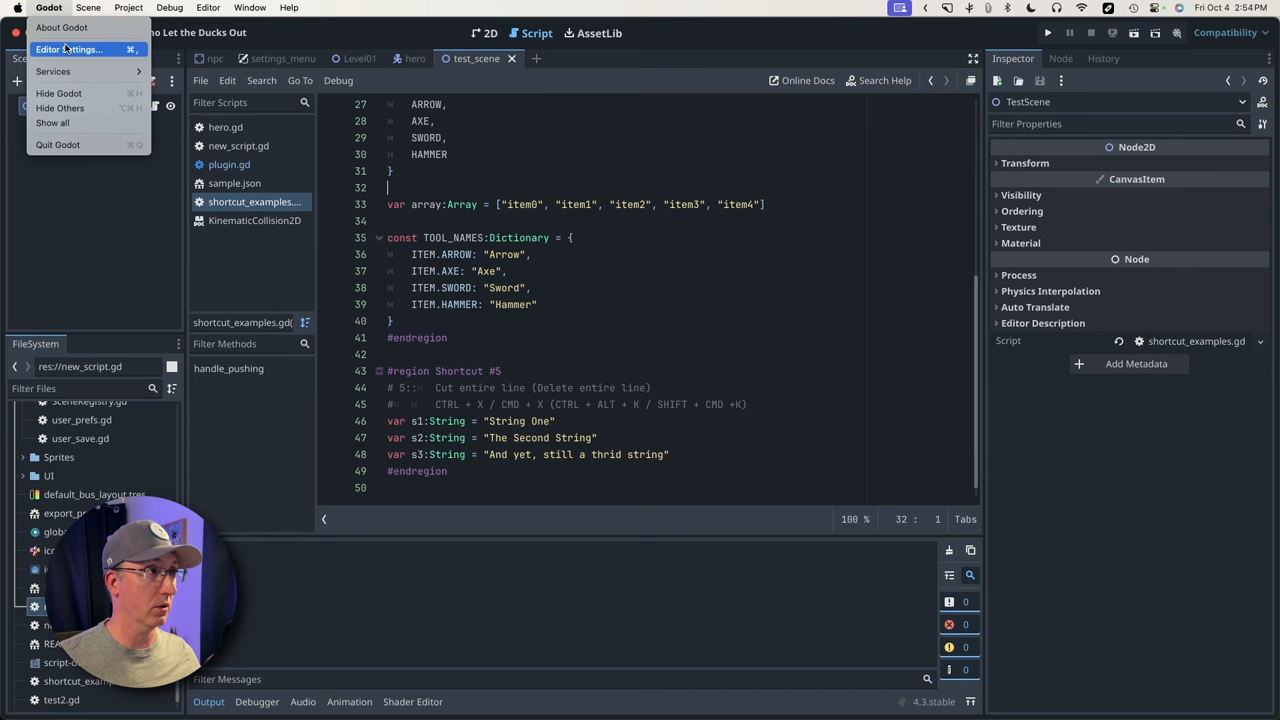 Godot Scene Project Debug Editor Window Help
Fri Oct 4 2:54 PM
About Godot
Editor Settings... ⌘ ,
Services
Hide Godot ⌘ H
Hide Others ⌥⌘ H
Show all
Quit Godot ⌘ Q
Let the Ducks Out
2D Script AssetLib
Compatibility
npc settings_menu Level01 hero test_scene
File Edit Search Go To Debug
Online Docs Search Help
Filter Scripts
hero.gd
new_script.gd
plugin.gd
sample.json
shortcut_examples....
KinematicCollision2D
shortcut_examples.gd(
Filter Methods
handle_pushing
27 ARROW,
28 AXE,
29 SWORD,
30 HAMMER
31 }
32
33 var array:Array = ["item0", "item1", "item2", "item3", "item4"]
34
35 const TOOL_NAMES:Dictionary = {
36 ITEM.ARROW: "Arrow",
37 ITEM.AXE: "Axe",
38 ITEM.SWORD: "Sword",
39 ITEM.HAMMER: "Hammer"
40 }
41 #endregion
42
43 #region Shortcut #5
44 # 5:: Cut entire line (Delete entire line)
45 # CTRL + X / CMD + X (CTRL + ALT + K / SHIFT + CMD +K)
46 var s1:String = "String One"
47 var s2:String = "The Second String"
48 var s3:String = "And yet, still a thrid string"
49 #endregion
50
100 % 32 : 1 Tabs
FileSystem
res://new_script.gd
Filter Files
SceneRegistry.gd
user_prefs.gd
user_save.gd
Sprites
UI
default_bus_layout.tres
README
script-
shortcut_exam
test2.gd
0
0
0
0
Filter Messages
Output Debugger Audio Animation Shader Editor
4.3.stable
Inspector Node History
TestScene
Filter Properties
Node2D
Transform
CanvasItem
Visibility
Ordering
Texture
Material
Node
Process
Physics Interpolation
Auto Translate
Editor Description
Script shortcut_examples.gd
Add Metadata